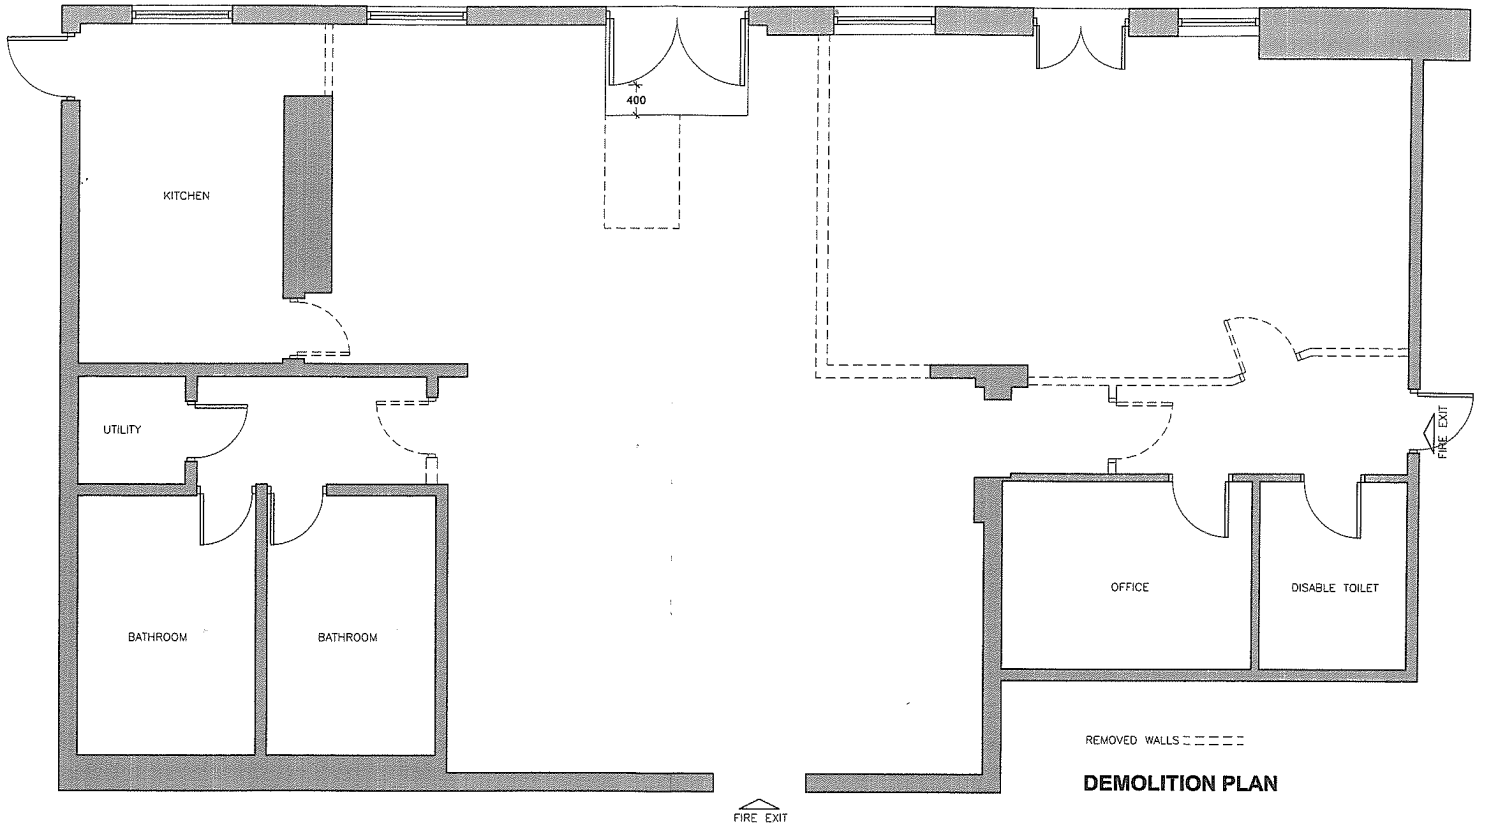 400
KITCHEN
UTILITY
FIRE EXIT
OFFICE
DISABLE TOILET
BATHROOM
BATHROOM
REMOVED WALLS
DEMOLITION PLAN
FIRE EXIT